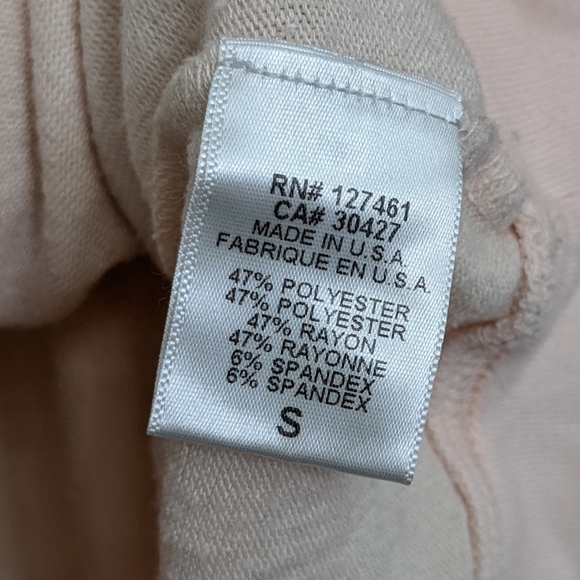 RN# 127461
CA# 30427
MADE IN U.S.A.
FABRIQUE EN U.S.A.
47% POLYESTER
47% POLYESTER
47% RAYON
47% RAYONNE
6% SPANDEX
6% SPANDEX
S